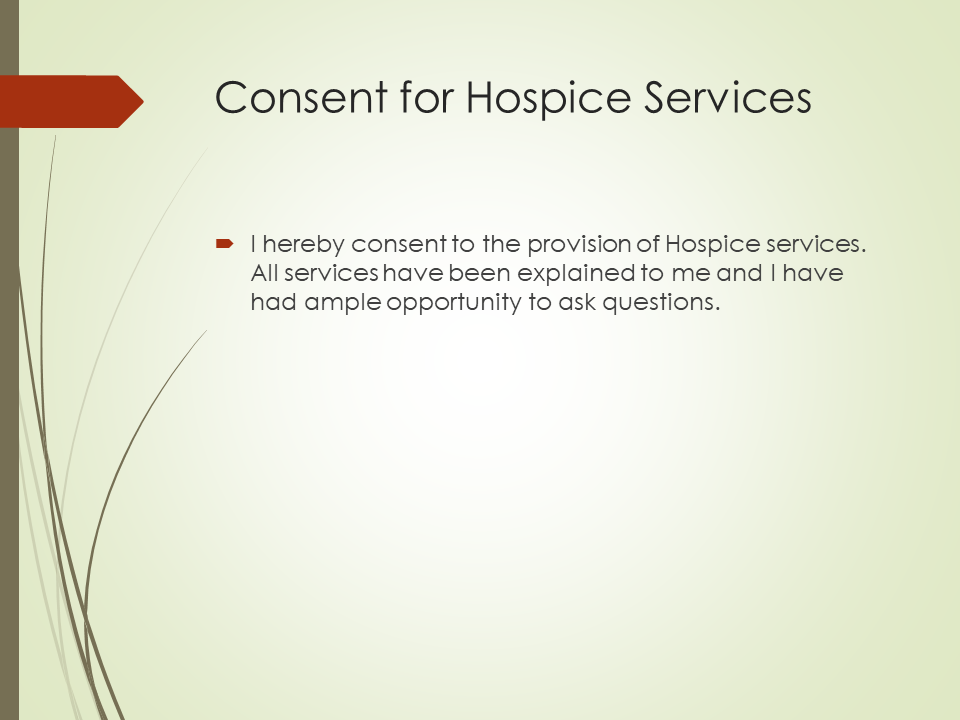 Consent for Hospice Services
I hereby consent to the provision of Hospice services.
All services have been explained to me and I have
had ample opportunity to ask questions.